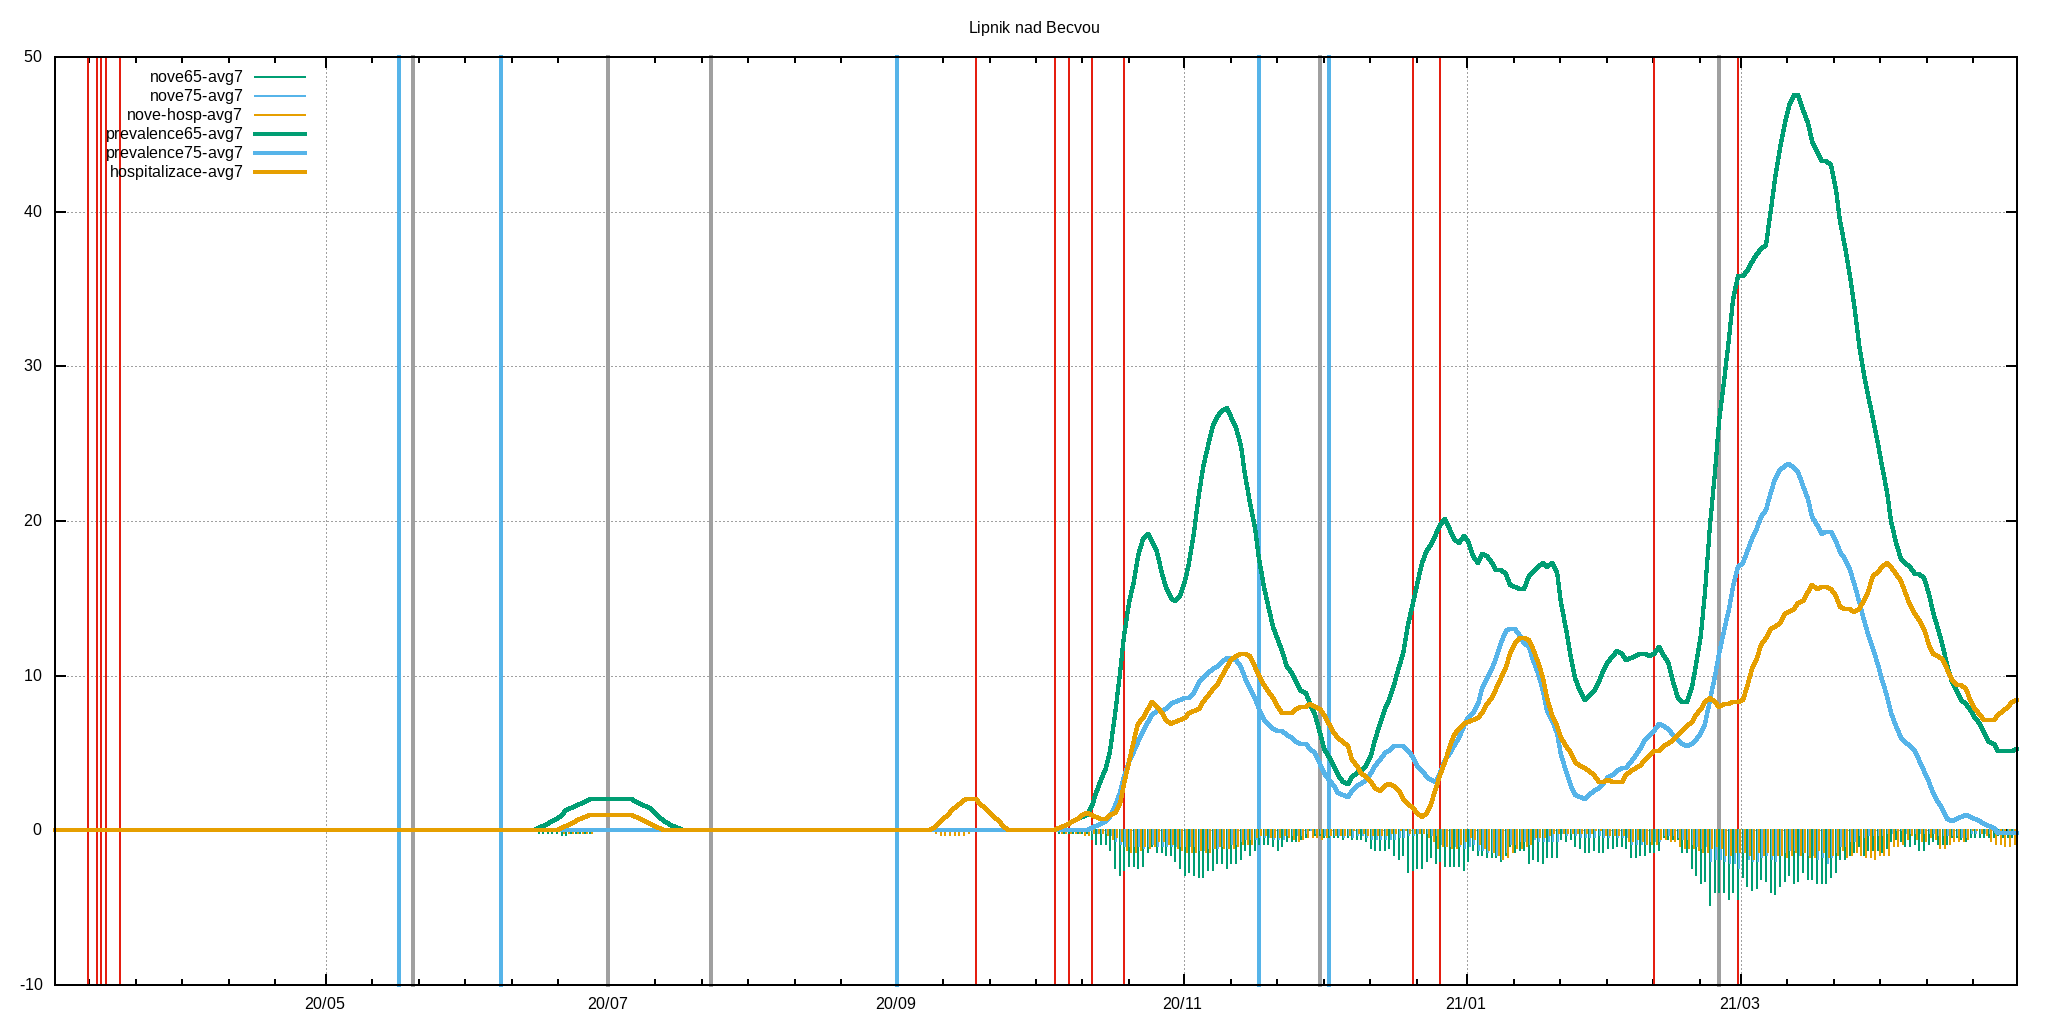 Lipnik nad Becvou
50
nove65-avg7
nove75-avg7
nove-hosp-avg7
prevalence65-avg7
prevalence75-avg7
hospitalizace-avg7
40
30
20
10
0
-10
20/05 20/07 20/09 20/11 21/01 21/03